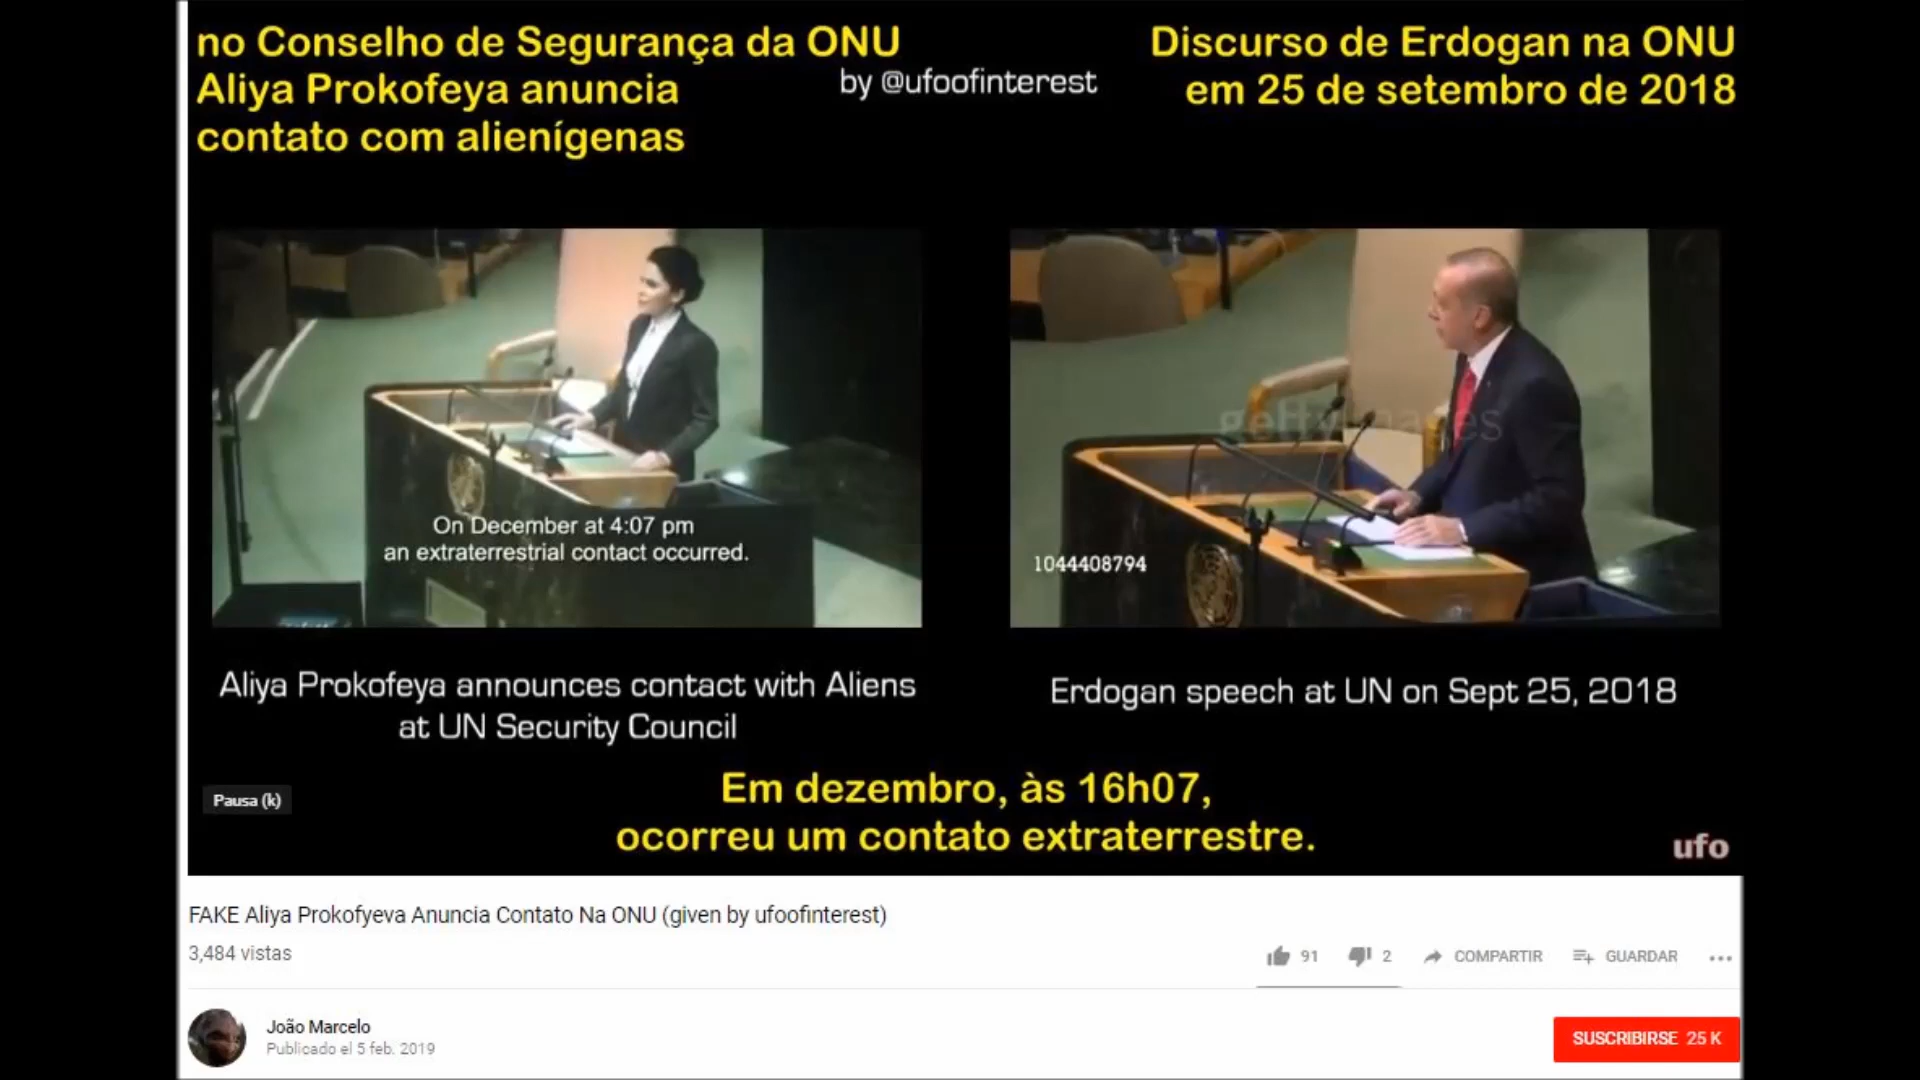 no Conselho de Segurança da ONU
Aliya Prokofeya anuncia
contato com alienígenas
by @ufoofinterest
Discurso de Erdogan na ONU
em 25 de setembro de 2018
On December at 4:07 pm
an extraterrestrial contact occurred.
gettyimages
1044408794
Aliya Prokofeya announces contact with Aliens
at UN Security Council
Erdogan speech at UN on Sept 25, 2018
Pausa (k)
Em dezembro, às 16h07,
ocorreu um contato extraterrestre.
ufo
FAKE Aliya Prokofyeva Anuncia Contato Na ONU (given by ufoofinterest)
3,484 vistas
91
2
COMPARTIR
GUARDAR
João Marcelo
Publicado el 5 feb. 2019
SUSCRIBIRSE 25 K